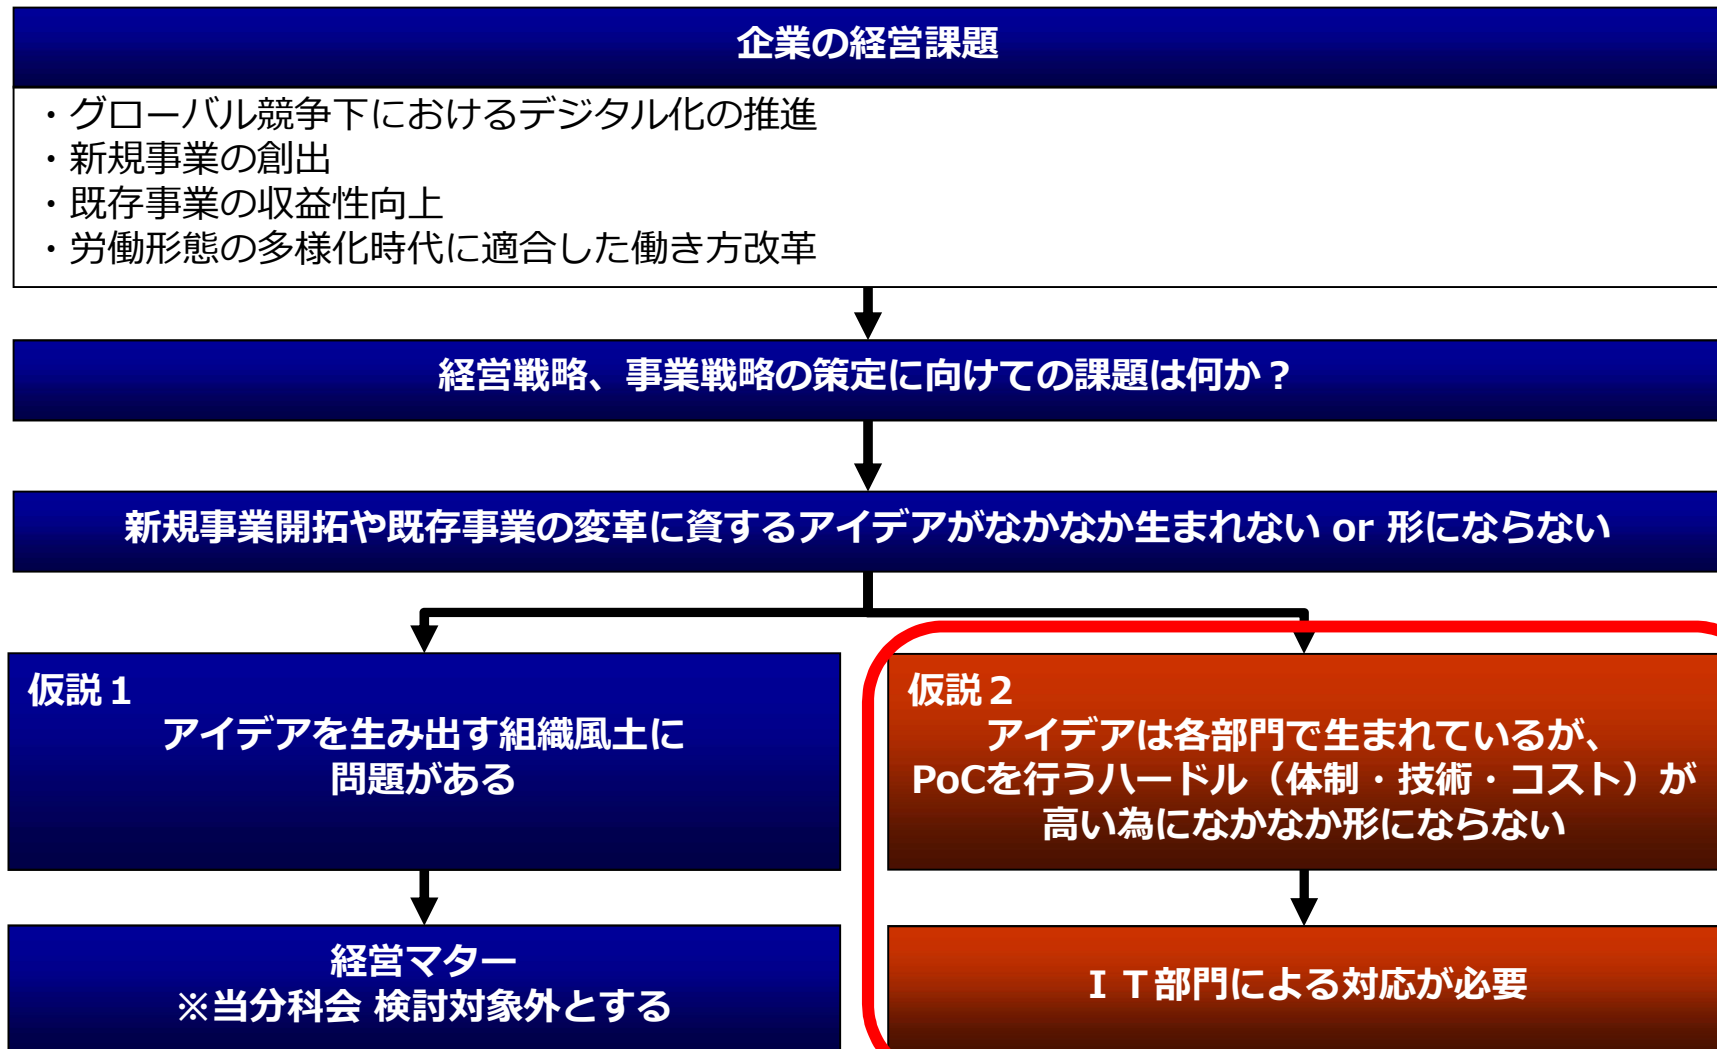 企業の経営課題
・グローバル競争下におけるデジタル化の推進
・新規事業の創出
・既存事業の収益性向上
・労働形態の多様化時代に適合した働き方改革
経営戦略、事業戦略の策定に向けての課題は何か？
新規事業開拓や既存事業の変革に資するアイデアがなかなか生まれない or 形にならない
仮説１
アイデアを生み出す組織風土に
問題がある
仮説２
アイデアは各部門で生まれているが、
PoCを行うハードル（体制・技術・コスト）が
高い為になかなか形にならない
経営マター
※当分科会 検討対象外とする
ＩＴ部門による対応が必要